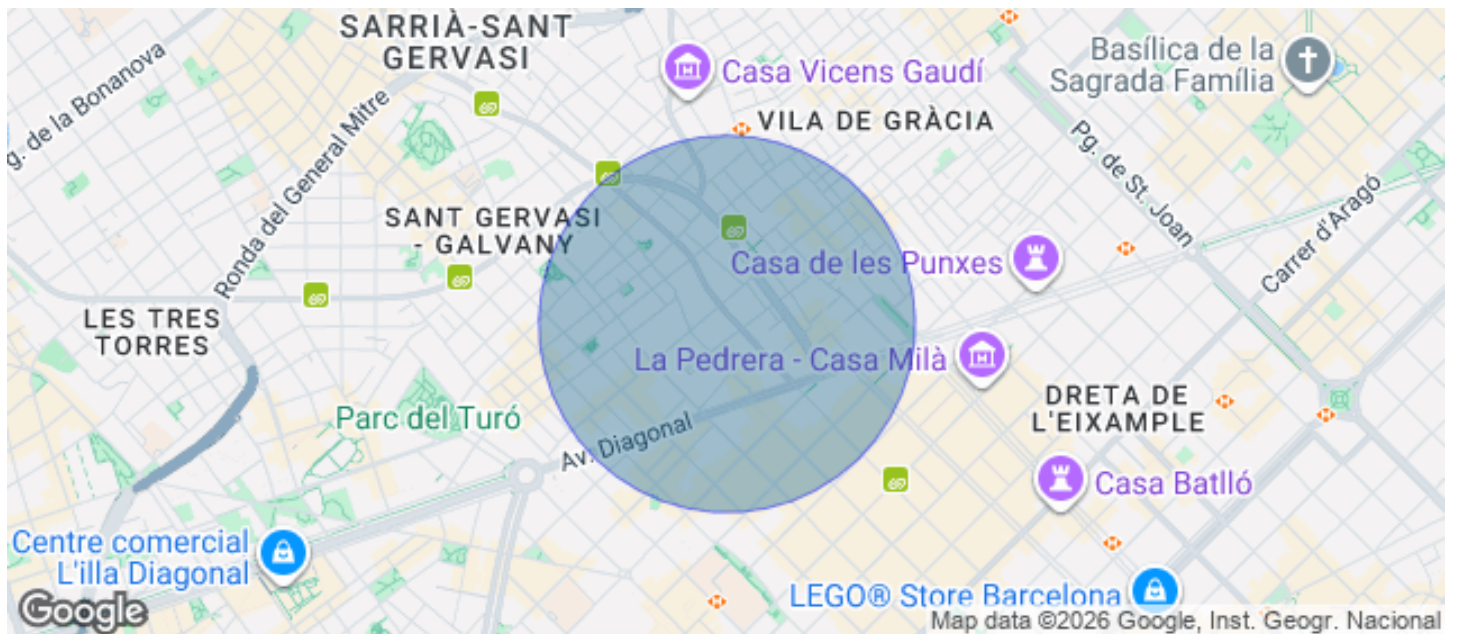 SARRIÀ-SANT
GERVASI
Casa Vicens Gaudí
Basílica de la
Sagrada Família
g. de la Bonanova
VILA DE GRÀCIA
Ronda del General Mitre
Pg. de St. Joan
SANT GERVASI
- GALVANY
Carrer d'Aragó
Casa de les Punxes
LES TRES
TORRES
La Pedrera - Casa Milà
Parc del Turó
DRETA DE
L'EIXAMPLE
Av. Diagonal
Casa Batlló
Centre comercial
L'illa Diagonal
LEGO® Store Barcelona
Google
Map data ©2026 Google, Inst. Geogr. Nacional